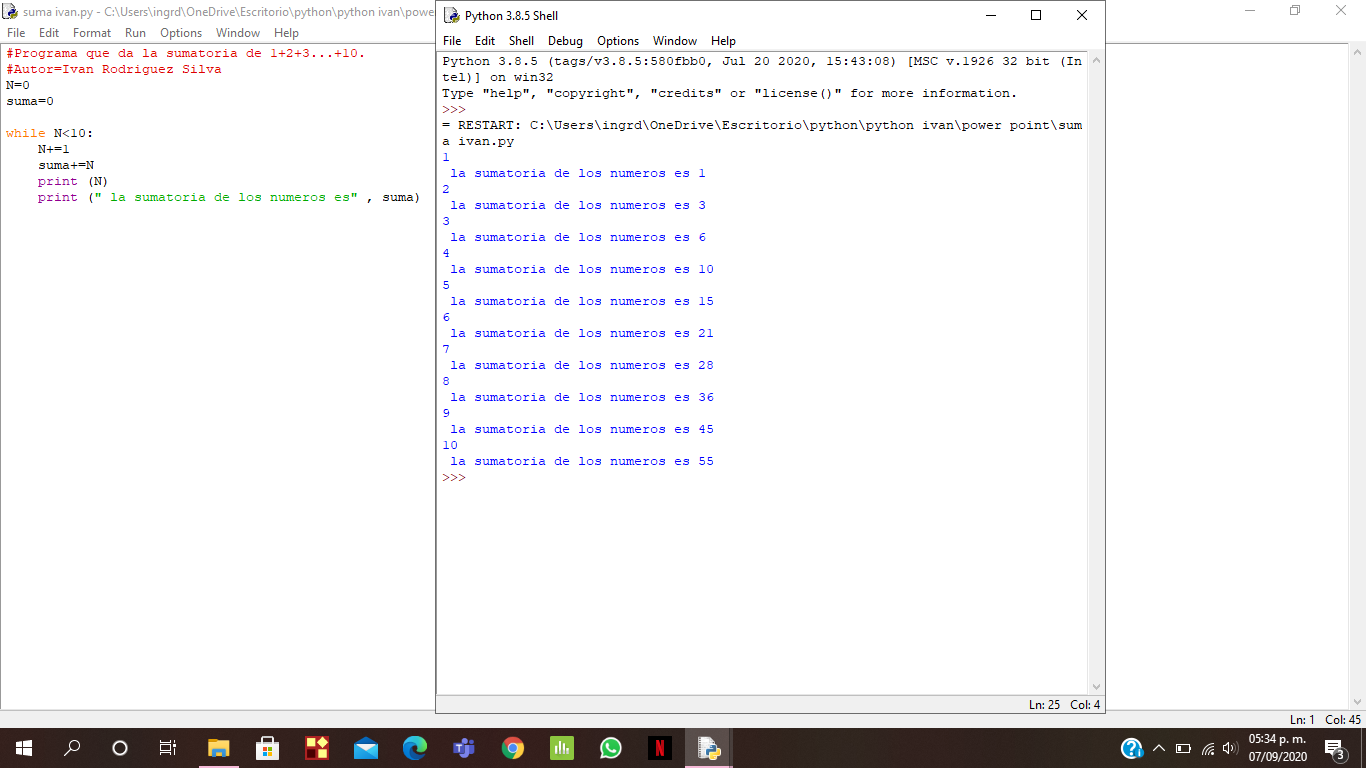 suma ivan.py - C:\Users\ingrd\OneDrive\Escritorio\python\python ivan\powe
File Edit Format Run Options Window Help
#Programa que da la sumatoria de 1+2+3...+10.
#Autor=Ivan Rodriguez Silva
N=0
suma=0
while N<10:
    N+=1
    suma+=N
    print (N)
    print (" la sumatoria de los numeros es" , suma)
Python 3.8.5 Shell
File Edit Shell Debug Options Window Help
Python 3.8.5 (tags/v3.8.5:580fbb0, Jul 20 2020, 15:43:08) [MSC v.1926 32 bit (In
tel)] on win32
Type "help", "copyright", "credits" or "license()" for more information.
>>>
= RESTART: C:\Users\ingrd\OneDrive\Escritorio\python\python ivan\power point\sum
a ivan.py
1
 la sumatoria de los numeros es 1
2
 la sumatoria de los numeros es 3
3
 la sumatoria de los numeros es 6
4
 la sumatoria de los numeros es 10
5
 la sumatoria de los numeros es 15
6
 la sumatoria de los numeros es 21
7
 la sumatoria de los numeros es 28
8
 la sumatoria de los numeros es 36
9
 la sumatoria de los numeros es 45
10
 la sumatoria de los numeros es 55
>>>
Ln: 25 Col: 4
Ln: 1 Col: 45
05:34 p. m.
07/09/2020
3